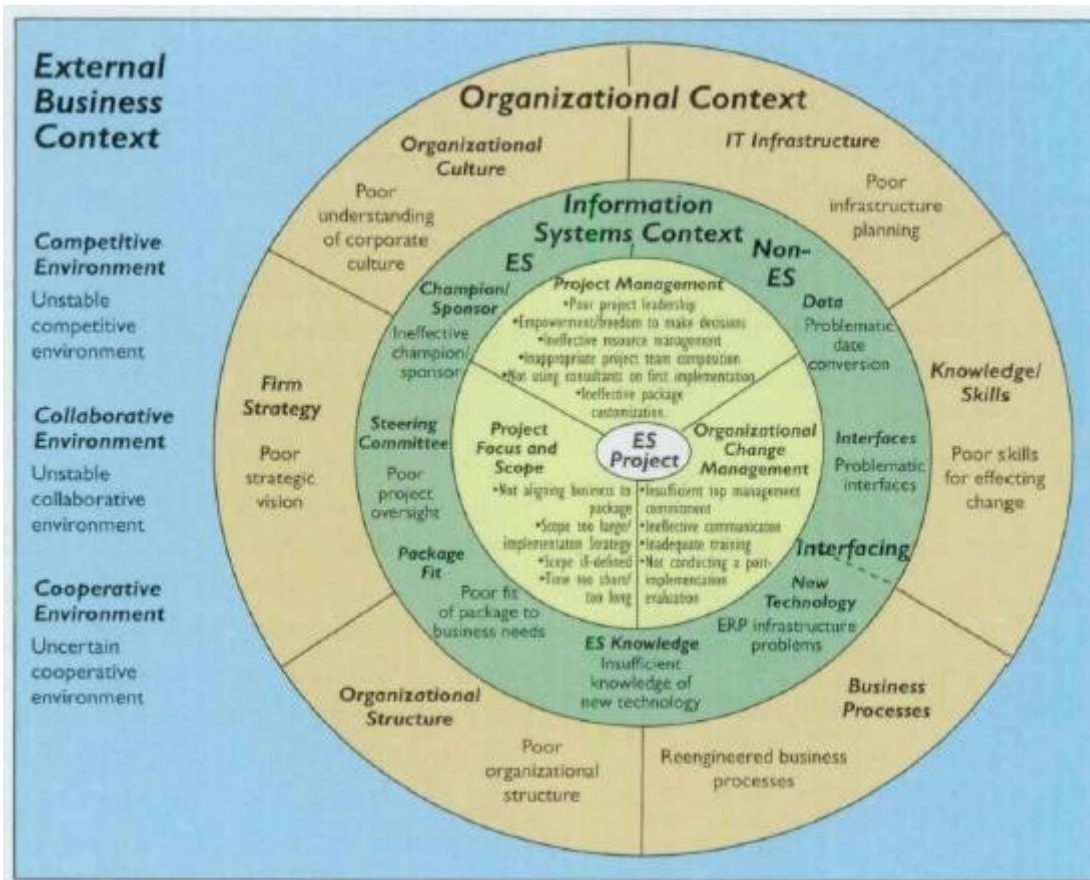 External
Business
Context
Competitive
Environment
Unstable
competitive
environment
Collaborative
Environment
Unstable
collaborative
environment
Cooperative
Environment
Uncertain
cooperative
environment
Organizational Context
Organizational
Culture
Poor
understanding
of corporate
culture
IT Infrastructure
Poor
infrastructure
planning
Firm
Strategy
Poor
strategic
vision
Knowledge/
Skills
Poor skills
for effecting
change
Organizational
Structure
Poor
organizational
structure
Business
Processes
Reengineered business
processes
Information
Systems Context
ES
Non-
ES
Champion/
Sponsor
Ineffective
champion/
sponsor
Steering
Committee
Poor
project
oversight
Package
Fit
Poor fit
of package to
business needs
ES Knowledge
Insufficient
knowledge of
new technology
Data
Problematic
date
conversion
Interfaces
Problematic
interfaces
Interfacing
New
Technology
ERP infrastructure
problems
Project Management
•Poor project leadership
•Empowerment/freedom to make decisions
•Ineffective resource management
•Inappropriate project team composition
•Not using consultants on first implementation
•Ineffective package
customization.
Project
Focus and
Scope
•Not aligning business to
package
•Scope too large/
implementation Strategy
•Scope ill-defined
•Time too short/
too long
ES
Project
Organizational
Change
Management
•Insufficient top management
commitment
•Ineffective communication
•Inadequate training
•Not conducting a post-
implementation
evaluation